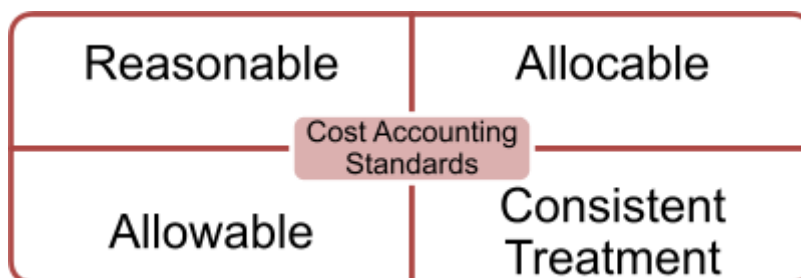 Reasonable
Allocable
Cost Accounting
Standards
Allowable
Consistent
Treatment